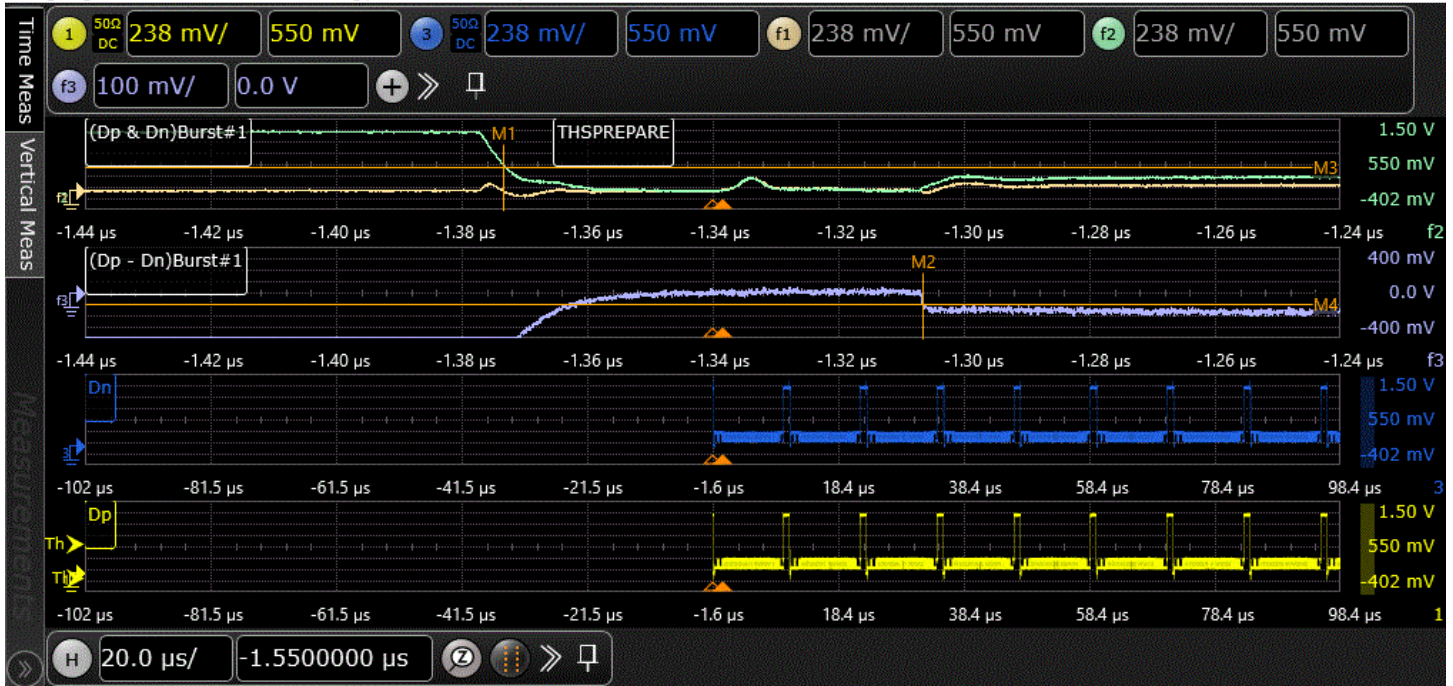 Time Meas
Vertical Meas
Measurements
1 50Ω DC 238 mV/ 550 mV 3 50Ω DC 238 mV/ 550 mV f1 238 mV/ 550 mV f2 238 mV/ 550 mV
f3 100 mV/ 0.0 V +
(Dp & Dn)Burst#1 M1 THSPREPARE 1.50 V
550 mV
M3
f2 -402 mV
-1.44 µs -1.42 µs -1.40 µs -1.38 µs -1.36 µs -1.34 µs -1.32 µs -1.30 µs -1.28 µs -1.26 µs -1.24 µs f2
(Dp - Dn)Burst#1 M2 400 mV
f3 0.0 V
M4
-400 mV
-1.44 µs -1.42 µs -1.40 µs -1.38 µs -1.36 µs -1.34 µs -1.32 µs -1.30 µs -1.28 µs -1.26 µs -1.24 µs f3
Dn 1.50 V
550 mV
3 -402 mV
-102 µs -81.5 µs -61.5 µs -41.5 µs -21.5 µs -1.6 µs 18.4 µs 38.4 µs 58.4 µs 78.4 µs 98.4 µs 3
Dp 1.50 V
Th 550 mV
-402 mV
-102 µs -81.5 µs -61.5 µs -41.5 µs -21.5 µs -1.6 µs 18.4 µs 38.4 µs 58.4 µs 78.4 µs 98.4 µs 1
H 20.0 µs/ -1.5500000 µs Z